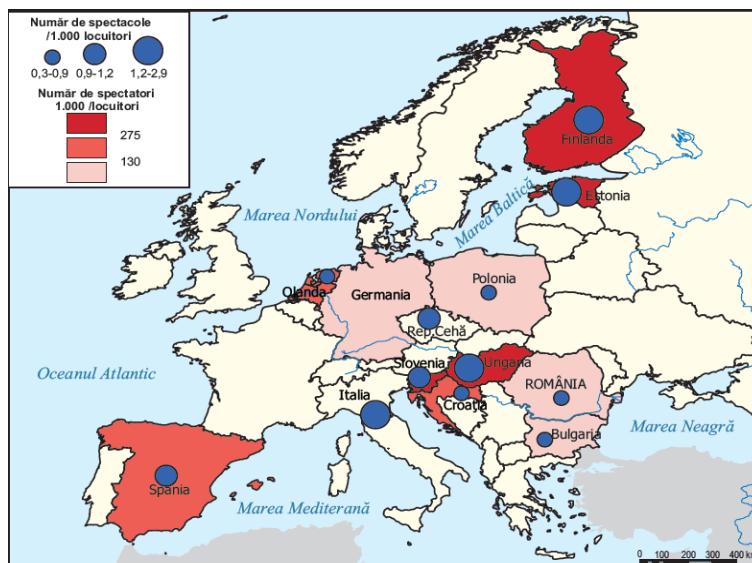 Număr de spectacole
/1.000 locuitori
0,3-0,9 0,9-1,2 1,2-2,9
Număr de spectatori
1.000 /locuitori
275
130
Finlanda
Estonia
Marea Baltică
Marea Nordului
Olanda
Germania
Polonia
Rep.Cehă
Oceanul Atlantic
Slovenia
Ungaria
Italia
Croația
ROMÂNIA
Bulgaria
Marea Neagră
Spania
Marea Mediterană
0 100 200 300 400 km